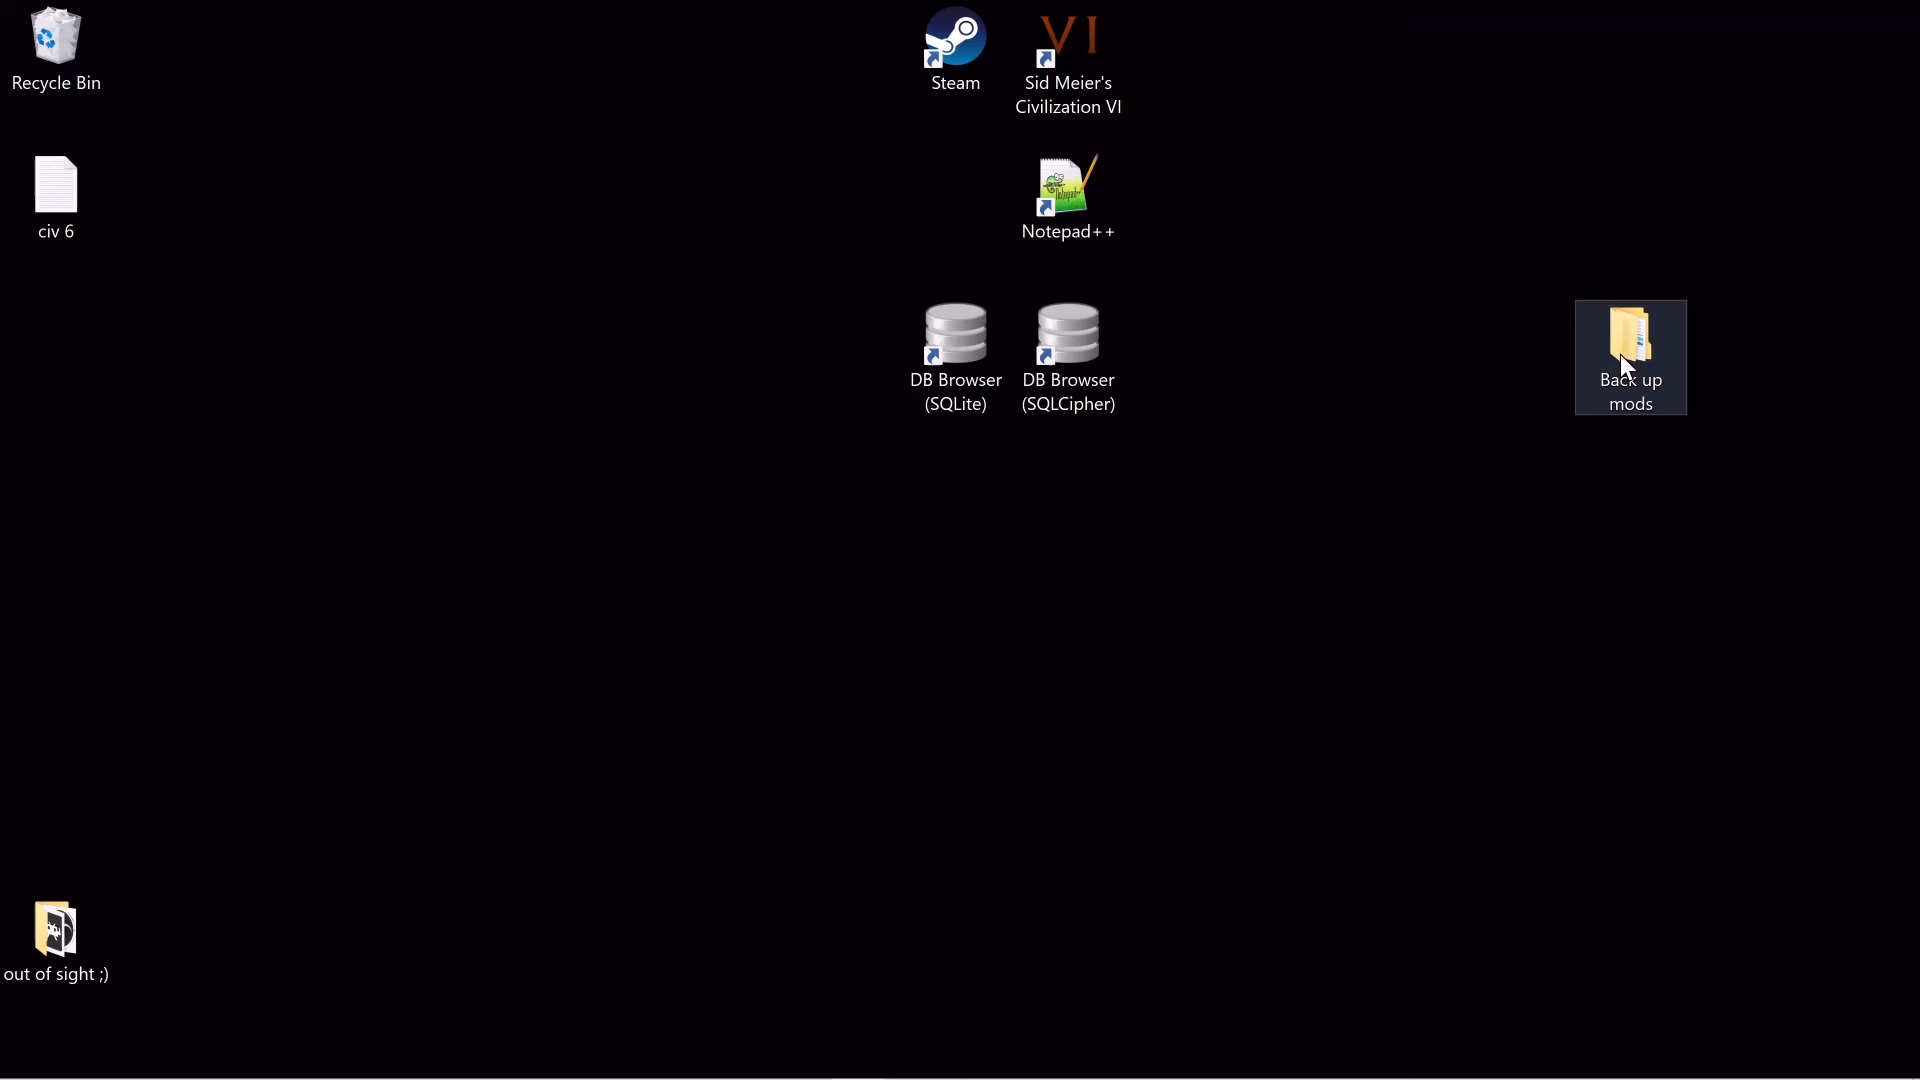 Recycle Bin
Steam
VI
Sid Meier's
Civilization VI
civ 6
Notepad++
DB Browser
(SQLite)
DB Browser
(SQLCipher)
Back up
mods
out of sight ;)